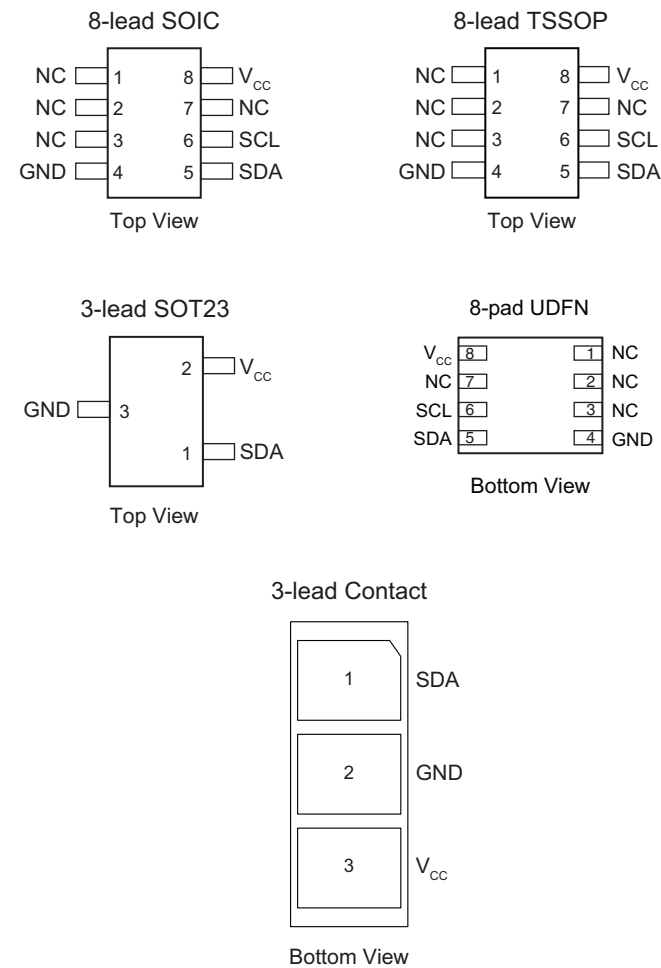 8-lead SOIC
NC 1 8 VCC
NC 2 7 NC
NC 3 6 SCL
GND 4 5 SDA
Top View
8-lead TSSOP
NC 1 8 VCC
NC 2 7 NC
NC 3 6 SCL
GND 4 5 SDA
Top View
3-lead SOT23
2 VCC
GND 3
1 SDA
Top View
8-pad UDFN
VCC 8 1 NC
NC 7 2 NC
SCL 6 3 NC
SDA 5 4 GND
Bottom View
3-lead Contact
1 SDA
2 GND
3 VCC
Bottom View